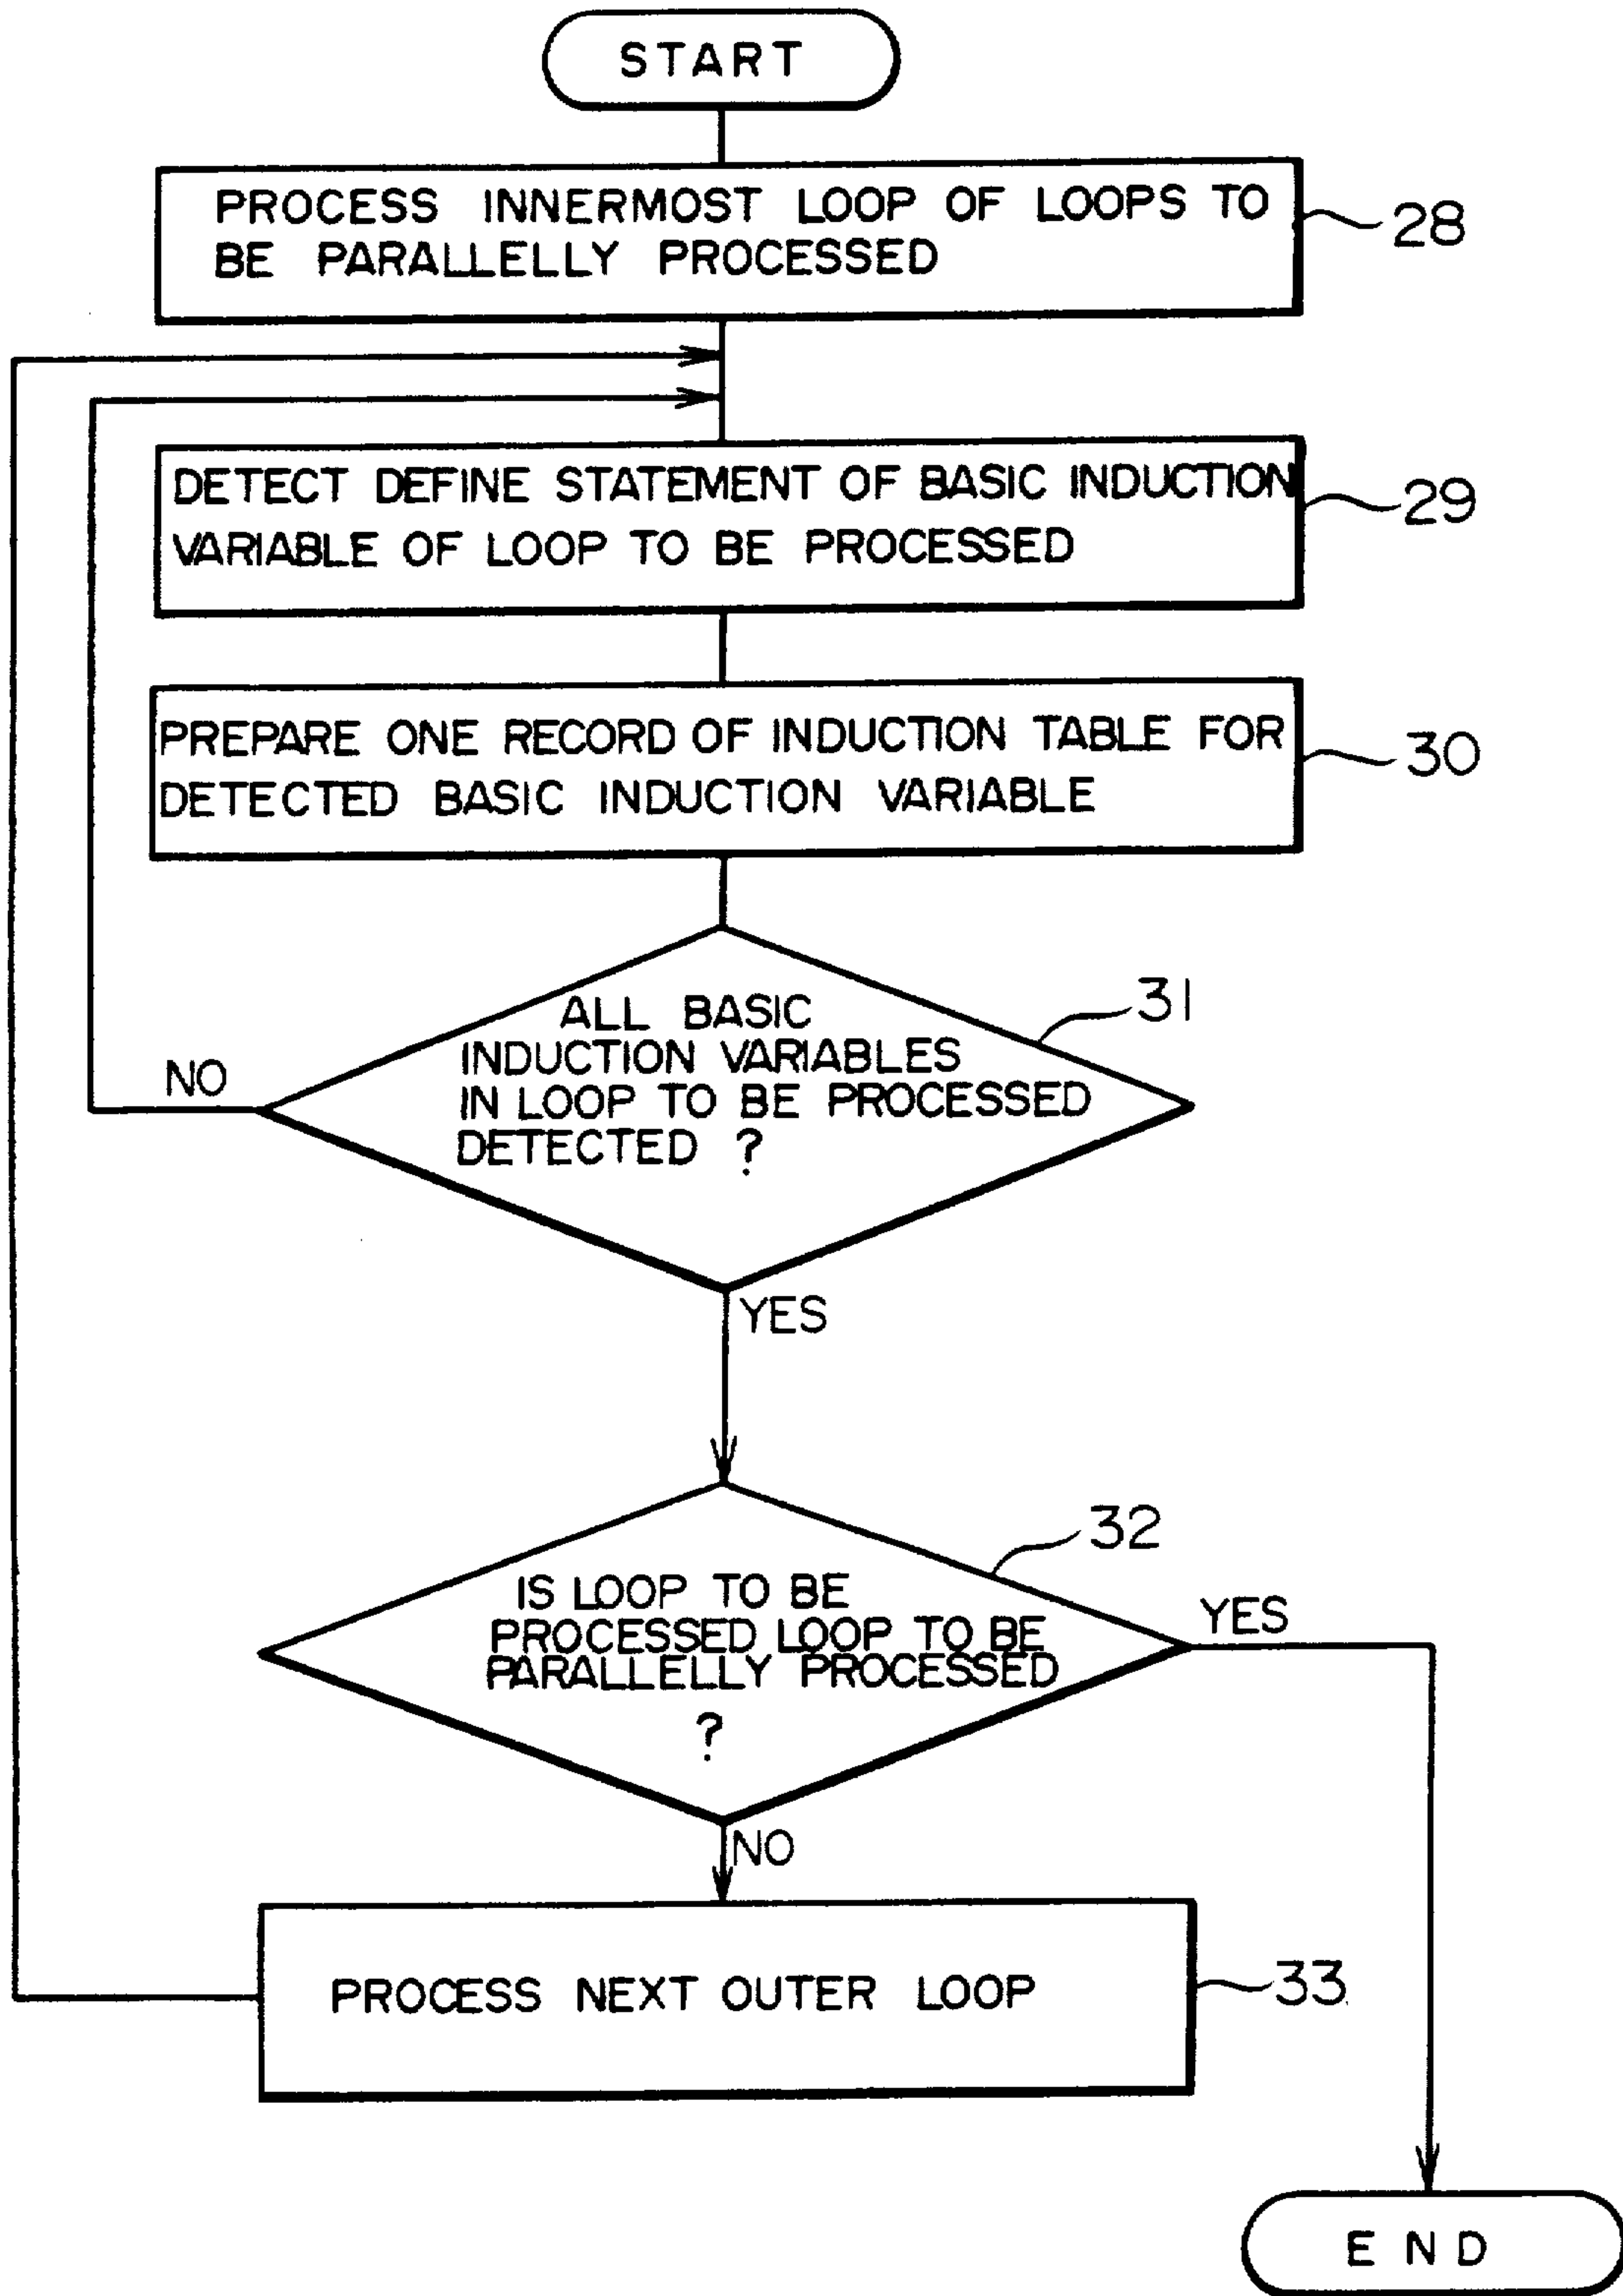 START
PROCESS INNERMOST LOOP OF LOOPS TO
BE PARALLELLY PROCESSED
28
DETECT DEFINE STATEMENT OF BASIC INDUCTION
VARIABLE OF LOOP TO BE PROCESSED
29
PREPARE ONE RECORD OF INDUCTION TABLE FOR
DETECTED BASIC INDUCTION VARIABLE
30
31
ALL BASIC
INDUCTION VARIABLES
IN LOOP TO BE PROCESSED
DETECTED ?
NO
YES
32
IS LOOP TO BE
PROCESSED LOOP TO BE
PARALLELLY PROCESSED
?
YES
NO
PROCESS NEXT OUTER LOOP
33
END